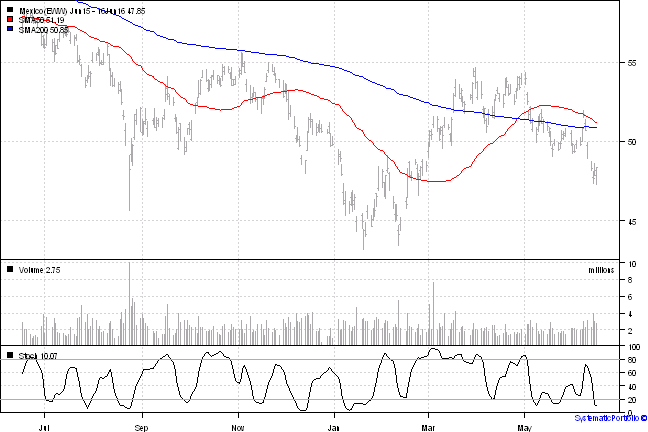 Mexico (EWW) Jun 15 - 16 Jun 16 47.85
SMA50 51.19
SMA200 50.85
55
50
45
Volume 2.75
millions
10
8
6
4
2
Stoch 10.07
100
80
60
40
20
0
Jul Sep Nov Jan Mar May
SystematicPortfolio ©